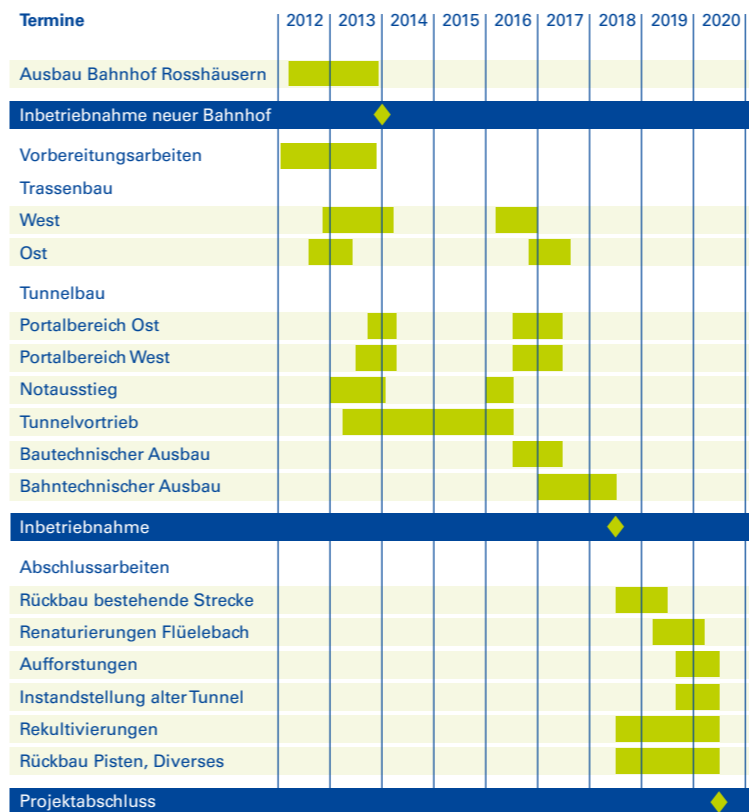 Termine 2012 2013 2014 2015 2016 2017 2018 2019 2020
Ausbau Bahnhof Rosshäusern
Inbetriebnahme neuer Bahnhof
Vorbereitungsarbeiten
Trassenbau
West
Ost
Tunnelbau
Portalbereich Ost
Portalbereich West
Notausstieg
Tunnelvortrieb
Bautechnischer Ausbau
Bahntechnischer Ausbau
Inbetriebnahme
Abschlussarbeiten
Rückbau bestehende Strecke
Renaturierungen Flüelebach
Aufforstungen
Instandstellung alter Tunnel
Rekultivierungen
Rückbau Pisten, Diverses
Projektabschluss